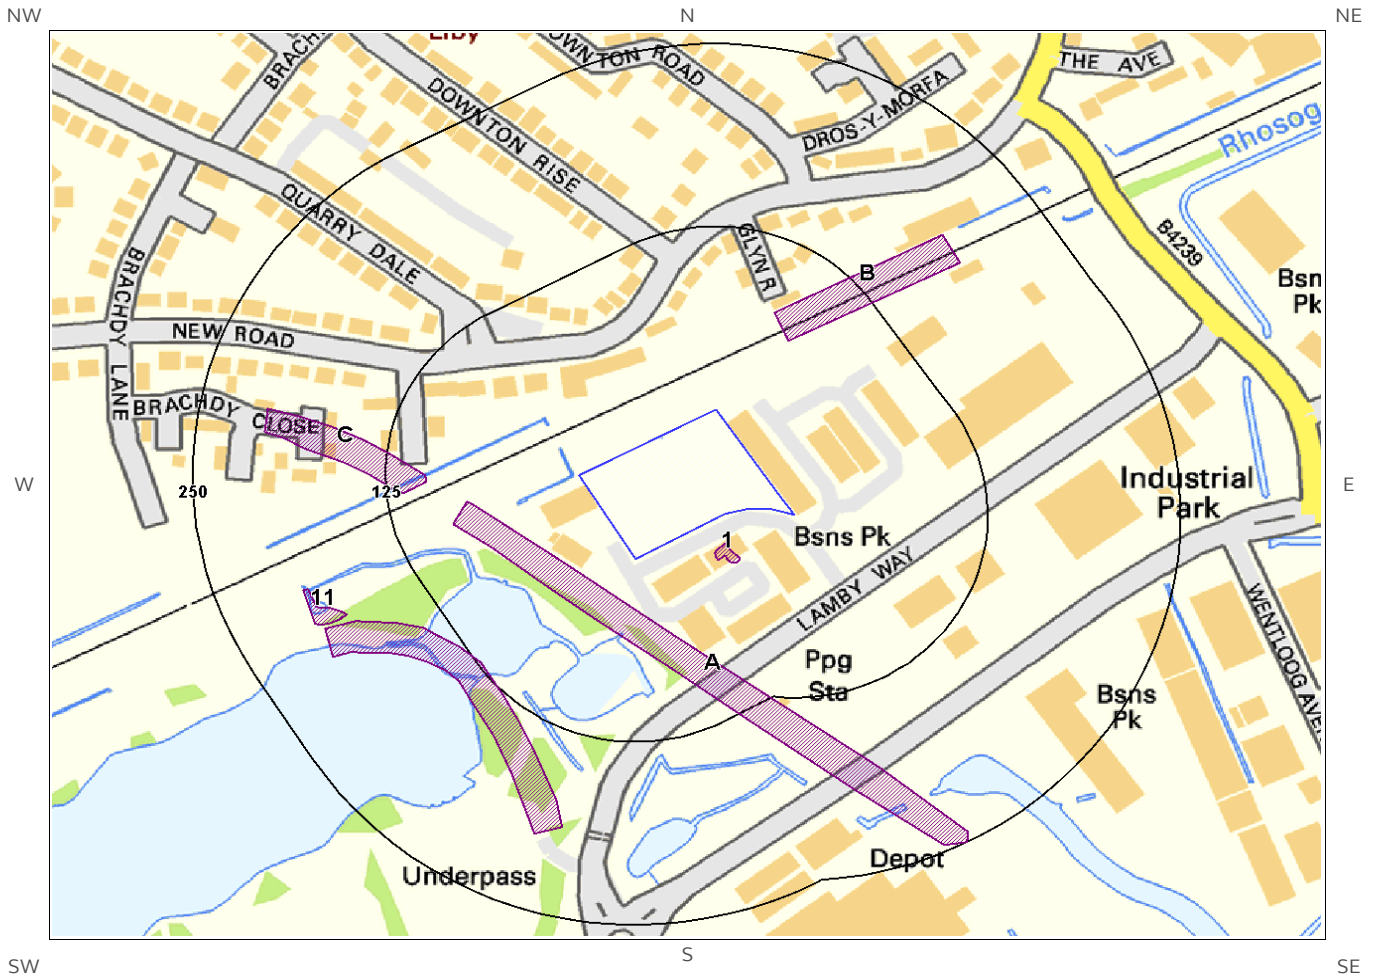 NW
N
NE
OWNTON ROAD
THE AVE
BRACH
DOWNTON RISE
DROS-Y-MORFA
Rhosog
QUARRY DALE
GLYN R
B4239
BRACHDY LANE
B
Bsn
Pk
NEW ROAD
BRACHDY CLOSE
C
W
250
125
Industrial
Park
E
1
Bsns Pk
LAMBY WAY
11
WENTLOOG AVE
A
Ppg
Sta
Bsns
Pk
Depot
Underpass
SW
S
SE